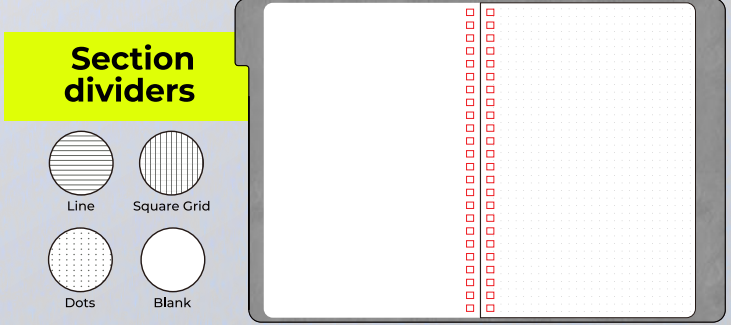 Section
dividers
Line
Square Grid
Dots
Blank